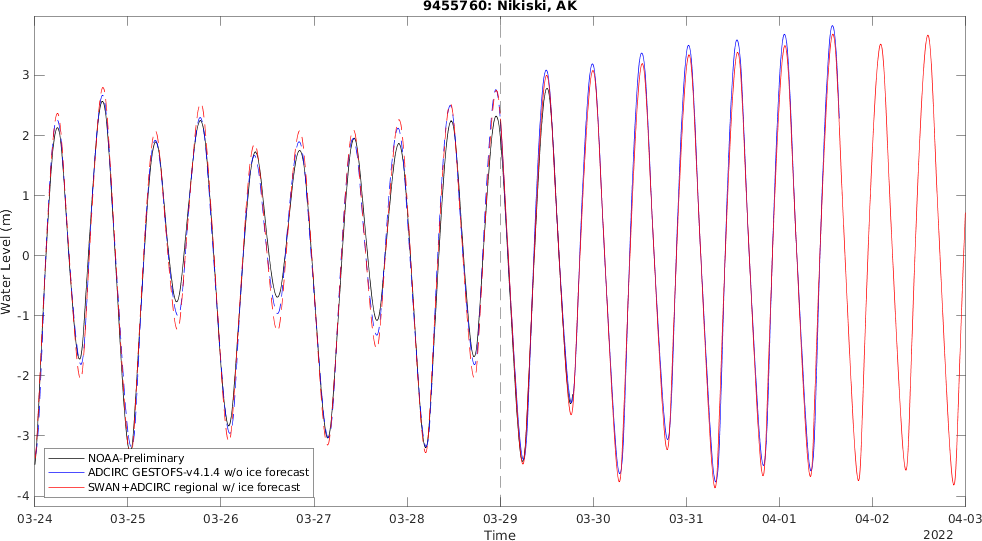 9455760: Nikiski, AK
Water Level (m)
3
2
1
0
-1
-2
-3
-4
NOAA-Preliminary
ADCIRC GESTOFS-v4.1.4 w/o ice forecast
SWAN+ADCIRC regional w/ ice forecast
03-24 03-25 03-26 03-27 03-28 03-29 03-30 03-31 04-01 04-02 04-03
Time
2022